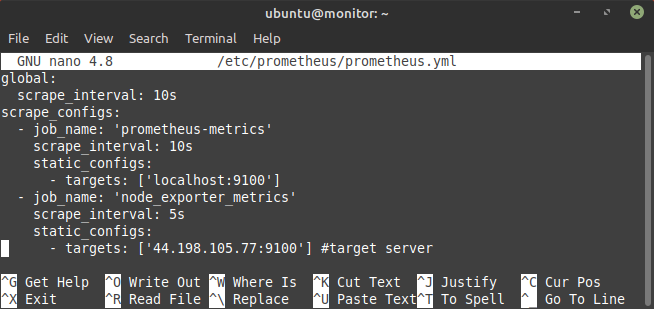 ubuntu@monitor: ~
File Edit View Search Terminal Help
GNU nano 4.8 /etc/prometheus/prometheus.yml
global:
  scrape_interval: 10s
scrape_configs:
  - job_name: 'prometheus-metrics'
    scrape_interval: 10s
    static_configs:
      - targets: ['localhost:9100']
  - job_name: 'node_exporter_metrics'
    scrape_interval: 5s
    static_configs:
      - targets: ['44.198.105.77:9100'] #target server
^G Get Help ^O Write Out ^W Where Is ^K Cut Text ^J Justify ^C Cur Pos
^X Exit ^R Read File ^\ Replace ^U Paste Text ^T To Spell ^_ Go To Line